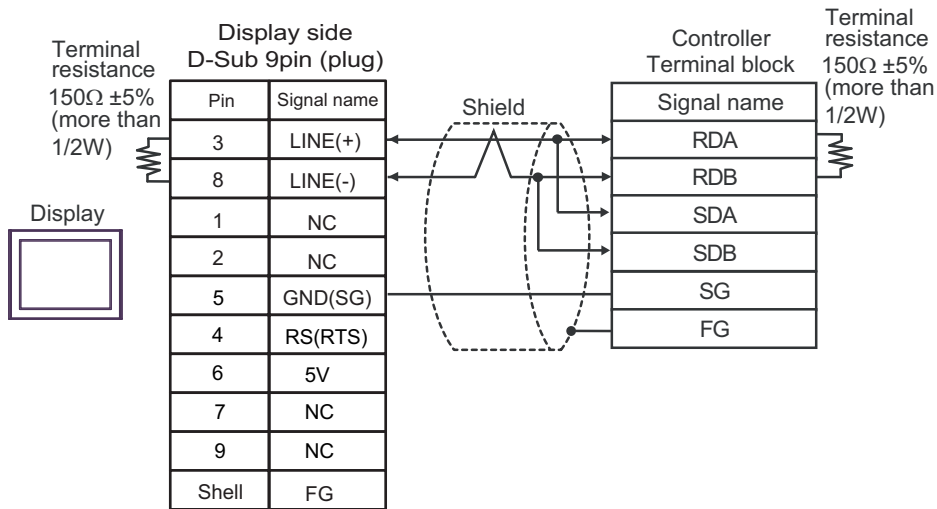 Display side
D-Sub 9pin (plug)
Terminal
resistance
150Ω ±5%
(more than
1/2W)
Pin Signal name
3 LINE(+)
8 LINE(-)
1 NC
2 NC
5 GND(SG)
4 RS(RTS)
6 5V
7 NC
9 NC
Shell FG
Display
Shield
Controller
Terminal block
Signal name
RDA
RDB
SDA
SDB
SG
FG
Terminal
resistance
150Ω ±5%
(more than
1/2W)